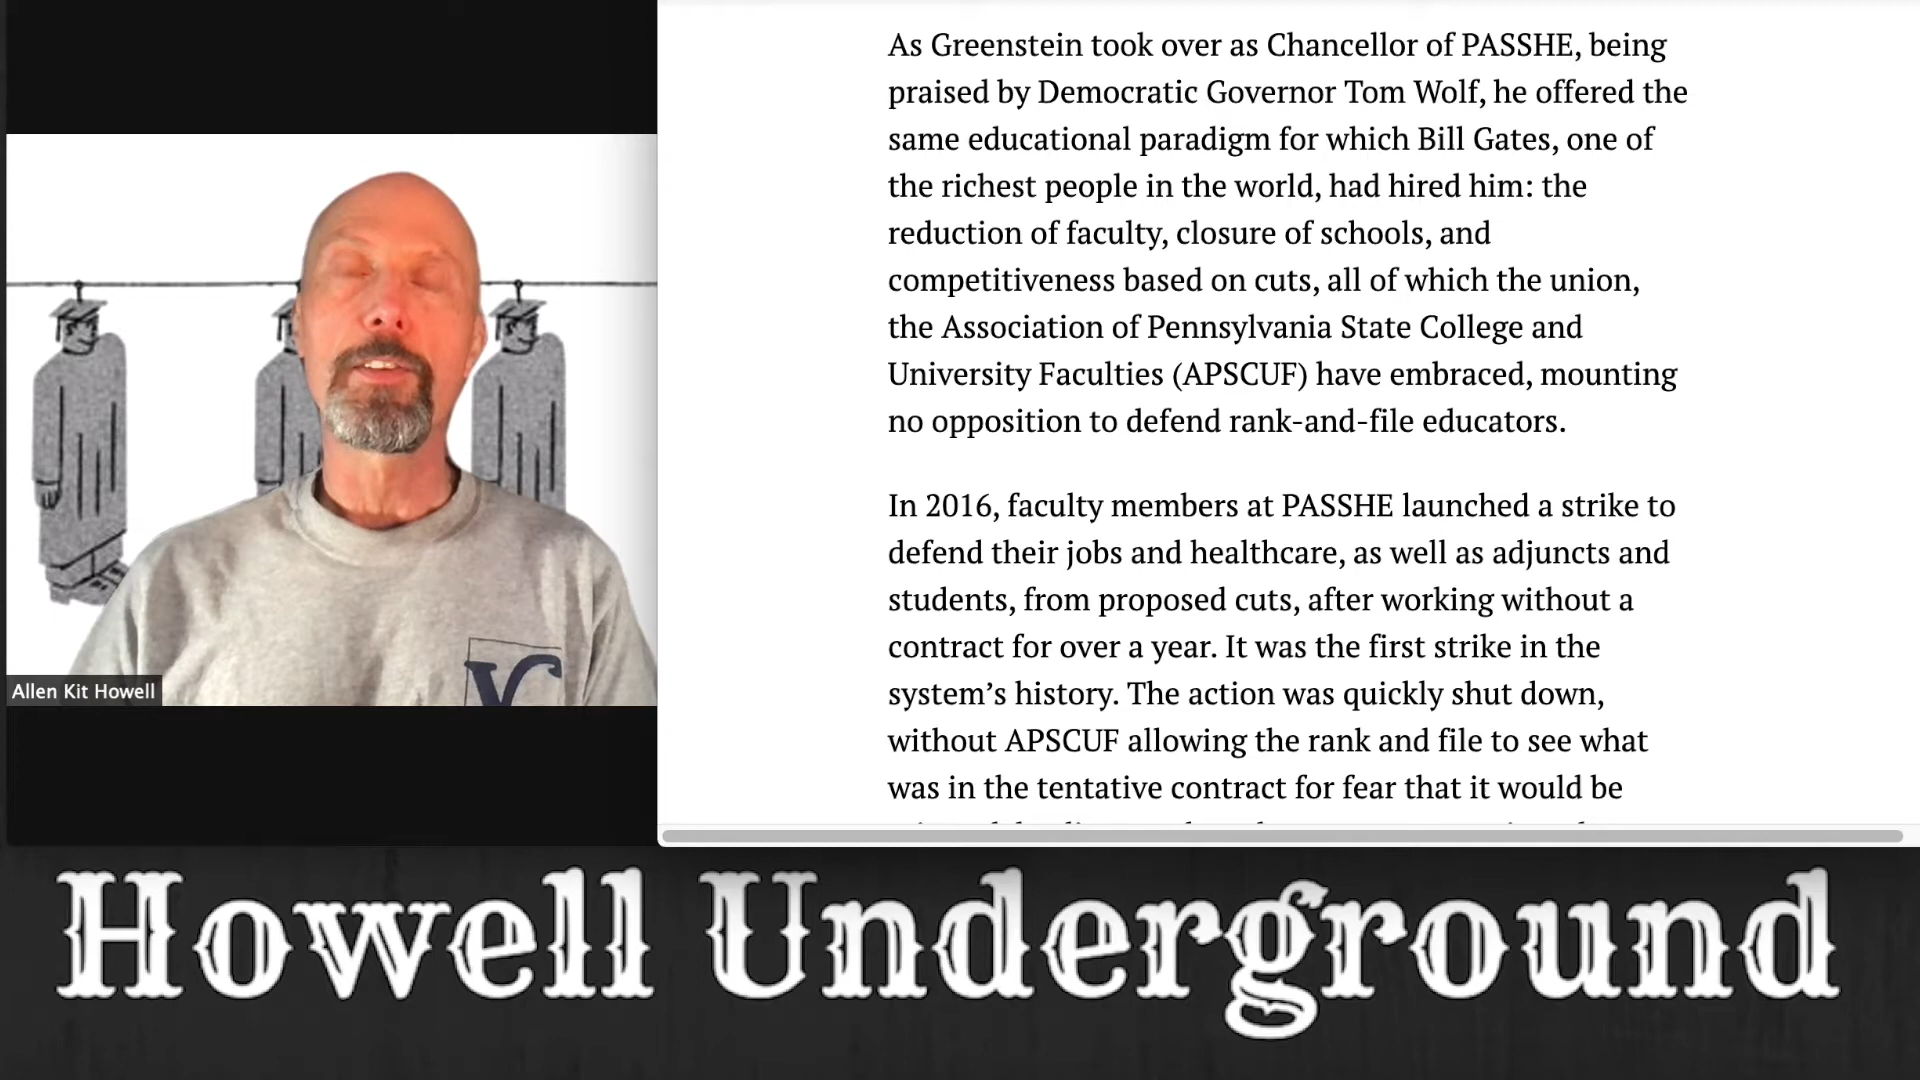 As Greenstein took over as Chancellor of PASSHE, being
praised by Democratic Governor Tom Wolf, he offered the
same educational paradigm for which Bill Gates, one of
the richest people in the world, had hired him: the
reduction of faculty, closure of schools, and
competitiveness based on cuts, all of which the union,
the Association of Pennsylvania State College and
University Faculties (APSCUF) have embraced, mounting
no opposition to defend rank-and-file educators.
In 2016, faculty members at PASSHE launched a strike to
defend their jobs and healthcare, as well as adjuncts and
students, from proposed cuts, after working without a
contract for over a year. It was the first strike in the
system’s history. The action was quickly shut down,
without APSCUF allowing the rank and file to see what
was in the tentative contract for fear that it would be
Allen Kit Howell
Howell Underground